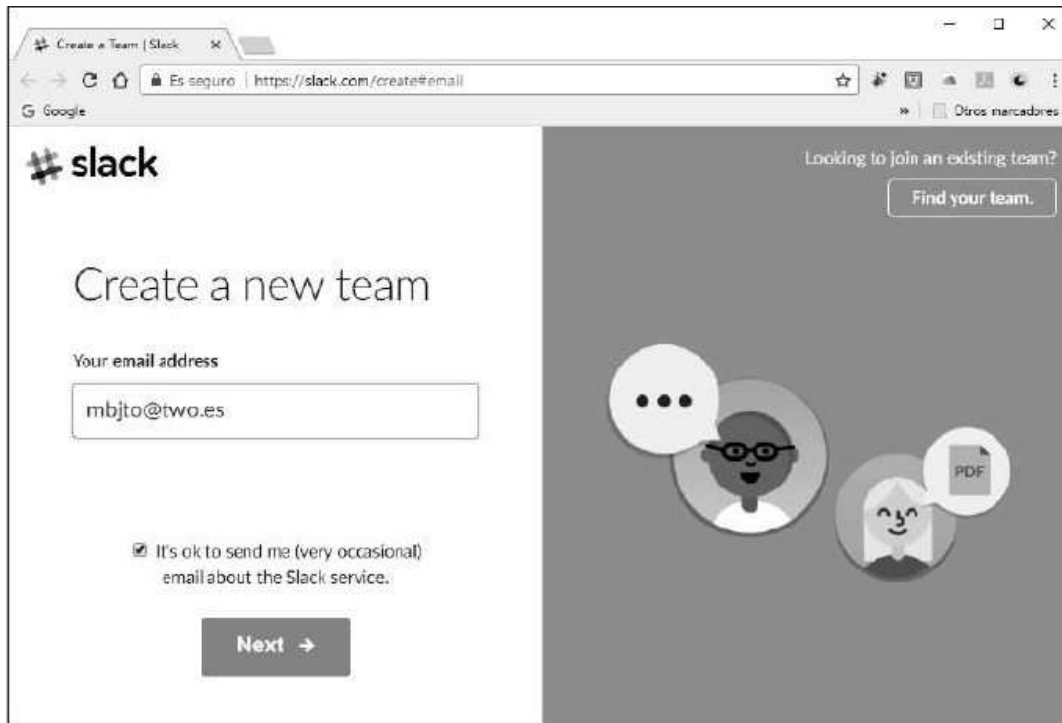 Create a Team | Slack
Es seguro | https://slack.com/create#email
Google
Otros marcadores
slack
Looking to join an existing team?
Find your team.
Create a new team
Your email address
mbjto@two.es
It's ok to send me (very occasional)
email about the Slack service.
Next →
PDF